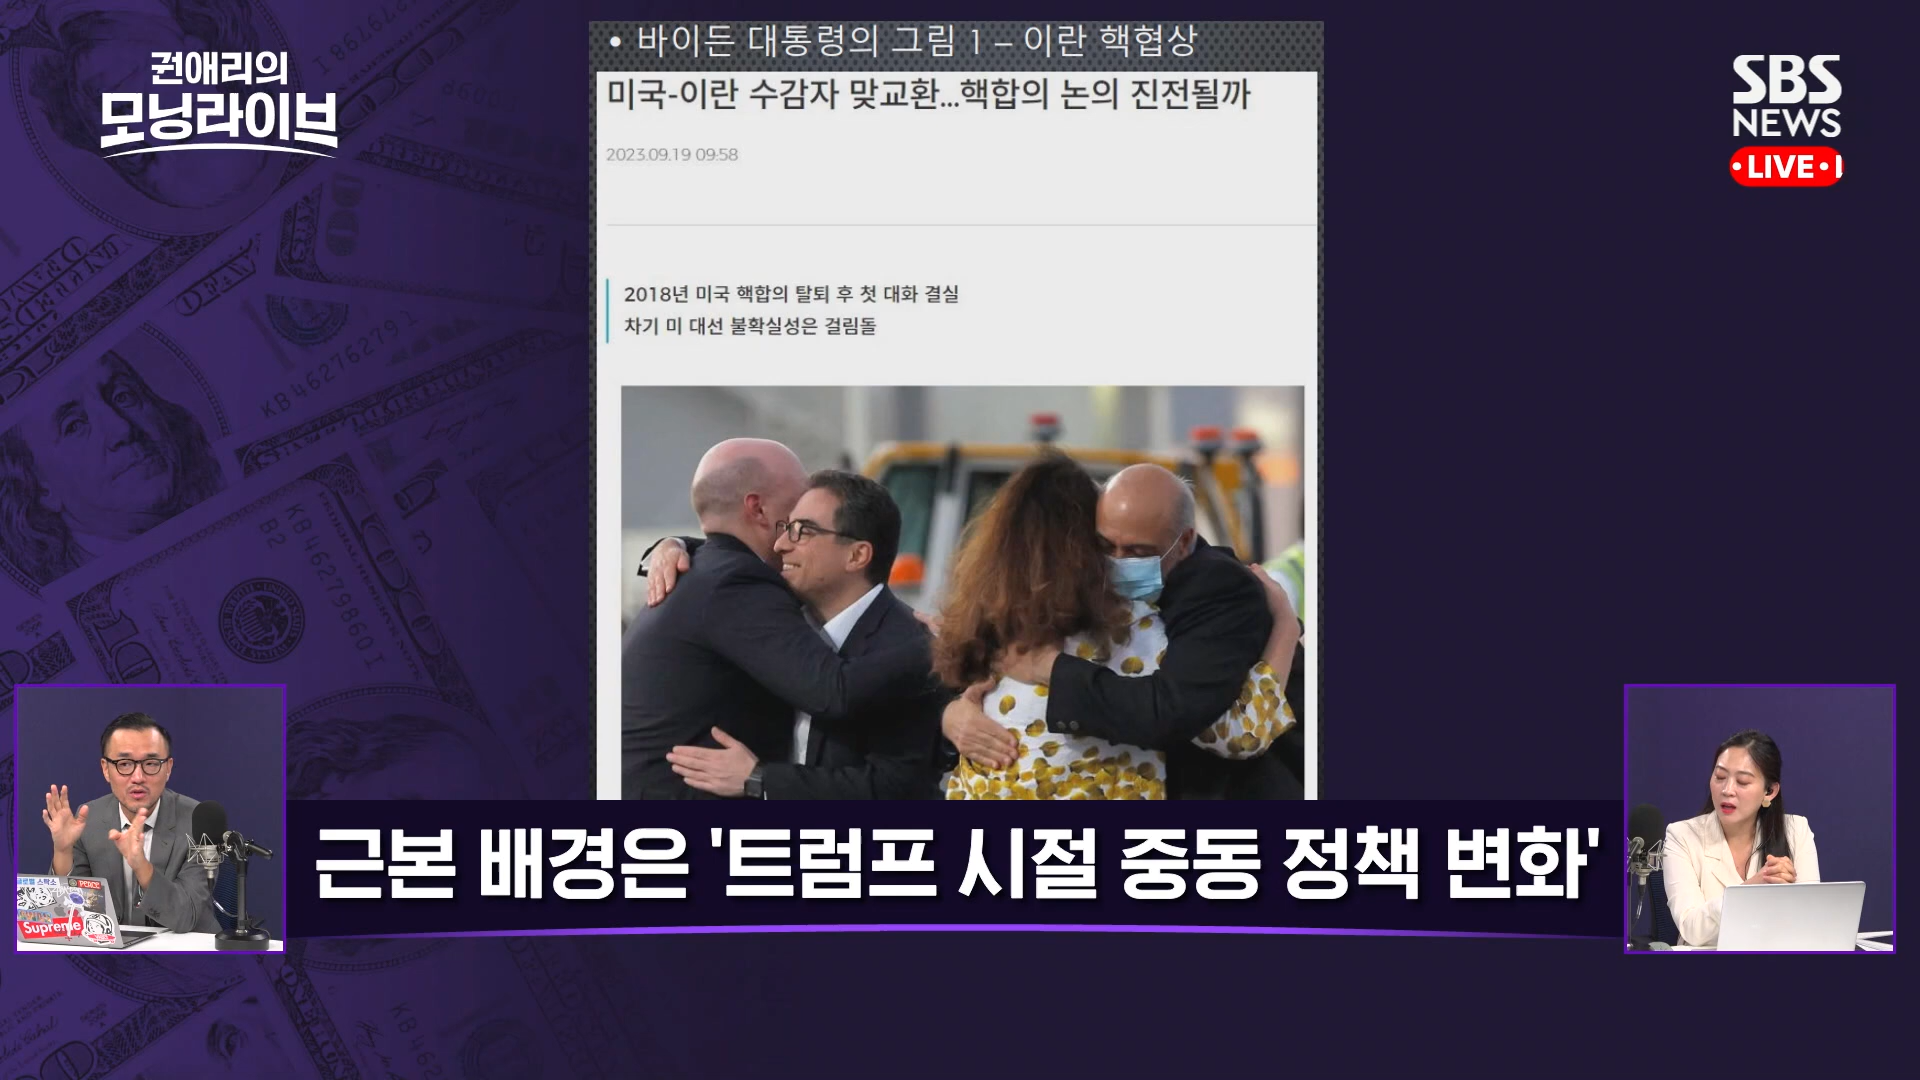 권애리의
모닝라이브
• 바이든 대통령의 그림 1 – 이란 핵협상
미국-이란 수감자 맞교환...핵합의 논의 진전될까
2023.09.19 09:58
2018년 미국 핵합의 탈퇴 후 첫 대화 결실
차기 미 대선 불확실성은 걸림돌
SBS
NEWS
• LIVE •
KB46279860I
B2
KB46276279
PEACE
Supreme
근본 배경은 '트럼프 시절 중동 정책 변화'